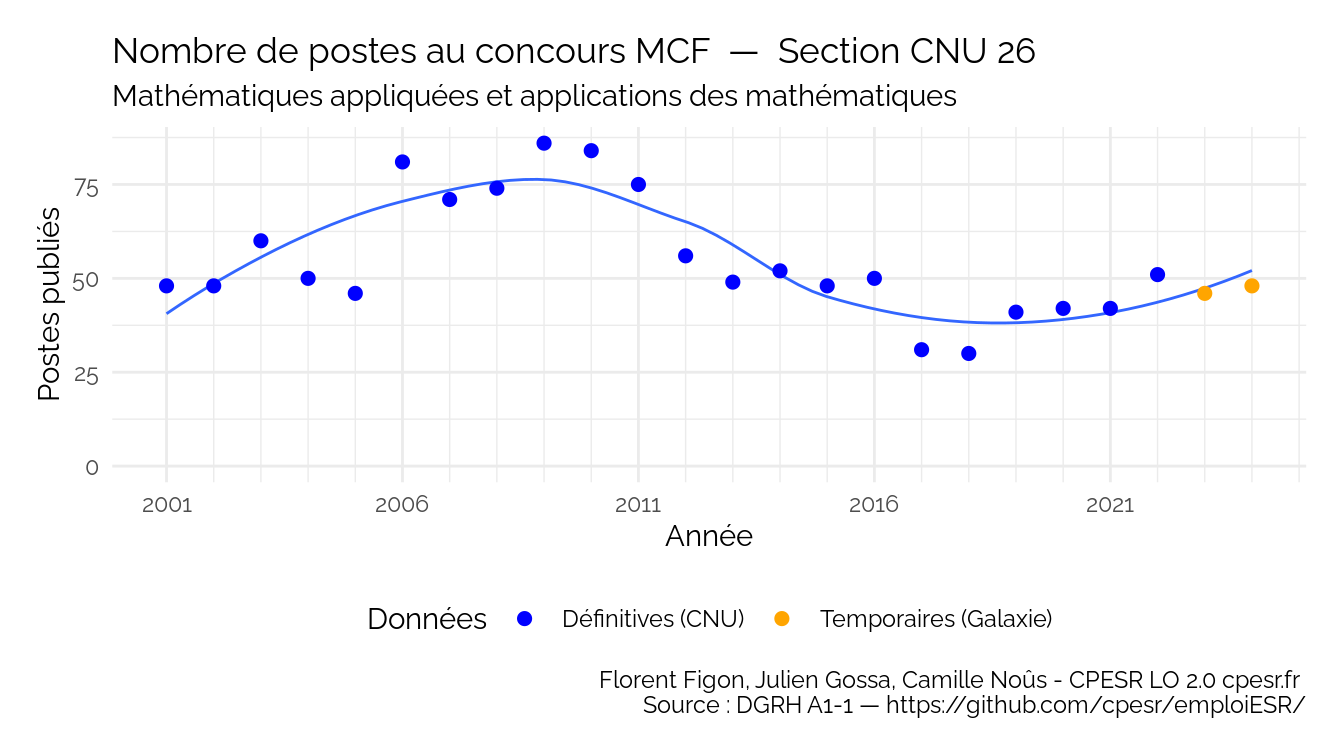 Nombre de postes au concours MCF — Section CNU 26
Mathématiques appliquées et applications des mathématiques
Postes publiés
75
50
25
0
2001 2006 2011 2016 2021
Année
Données Définitives (CNU) Temporaires (Galaxie)
Florent Figon, Julien Gossa, Camille Noûs - CPESR LO 2.0 cpesr.fr
Source : DGRH A1-1 — https://github.com/cpesr/emploiESR/